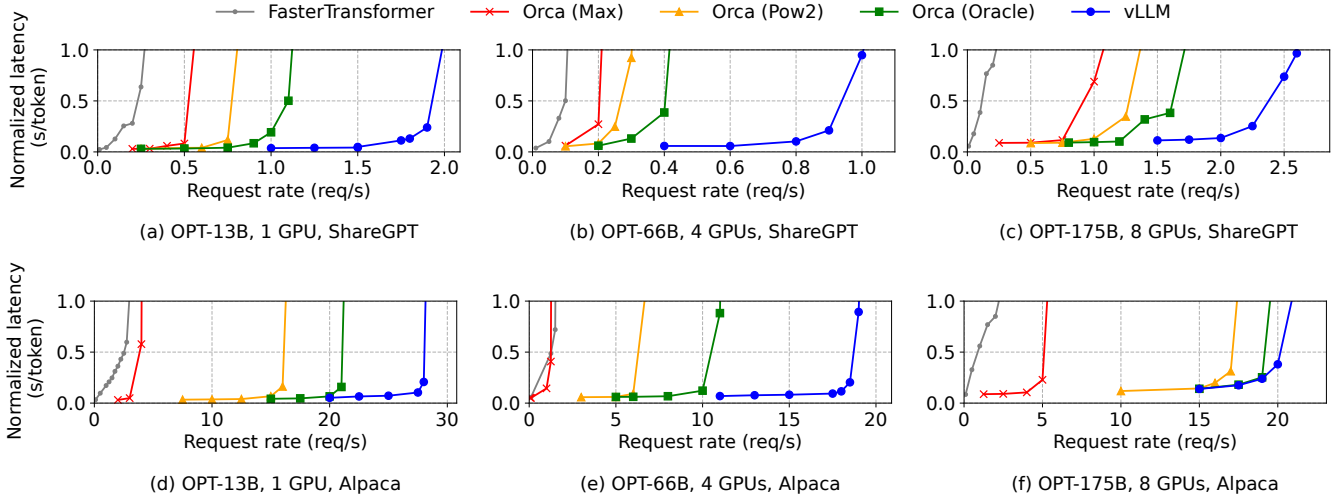 FasterTransformer Orca (Max) Orca (Pow2) Orca (Oracle) vLLM
Normalized latency
(s/token)
1.0
0.5
0.0
0.0 0.5 1.0 1.5 2.0
Request rate (req/s)
(a) OPT-13B, 1 GPU, ShareGPT
1.0
0.5
0.0
0.0 0.2 0.4 0.6 0.8 1.0
Request rate (req/s)
(b) OPT-66B, 4 GPUs, ShareGPT
1.0
0.5
0.0
0.0 0.5 1.0 1.5 2.0 2.5
Request rate (req/s)
(c) OPT-175B, 8 GPUs, ShareGPT
Normalized latency
(s/token)
1.0
0.5
0.0
0 10 20 30
Request rate (req/s)
(d) OPT-13B, 1 GPU, Alpaca
1.0
0.5
0.0
0 5 10 15 20
Request rate (req/s)
(e) OPT-66B, 4 GPUs, Alpaca
1.0
0.5
0.0
0 5 10 15 20
Request rate (req/s)
(f) OPT-175B, 8 GPUs, Alpaca